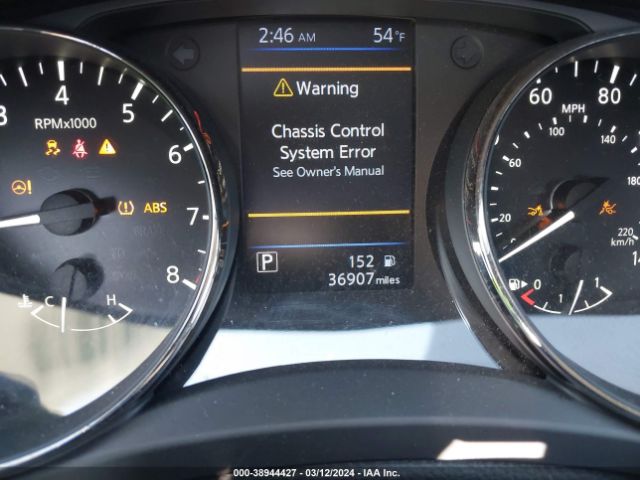 2:46 AM 54°F
Warning
Chassis Control
System Error
See Owner's Manual
P 152
36907 miles
3 4 5 6 7 8
RPMx1000
ABS
C H
20 60 80
MPH
60 100 140 180 220
km/h
0 1 1
000-38944427 - 03/12/2024 - IAA Inc.